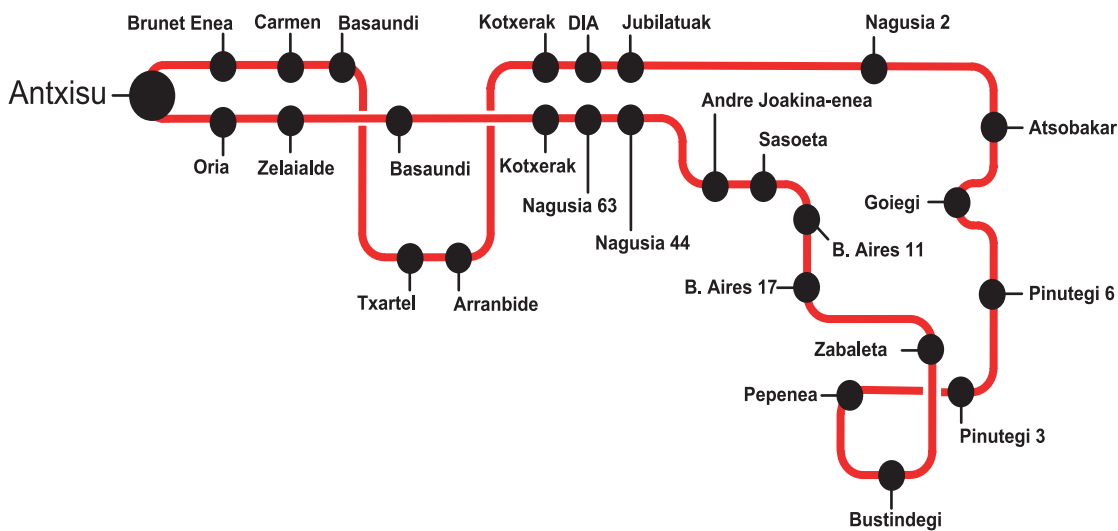 Brunet Enea
Carmen
Basaundi
Kotxerak
DIA
Jubilatuak
Nagusia 2
Antxisu
Andre Joakina-enea
Atsobakar
Sasoeta
Oria
Zelaialde
Basaundi
Kotxerak
Nagusia 63
Goiegi
Nagusia 44
B. Aires 11
B. Aires 17
Pinutegi 6
Txartel
Arranbide
Zabaleta
Pepenea
Pinutegi 3
Bustindegi